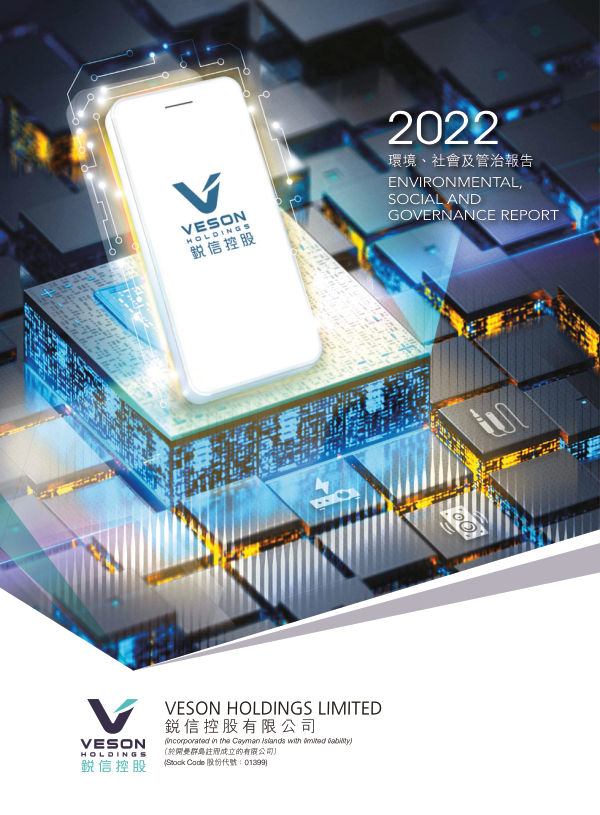 2022
環境、社會及管治報告
ENVIRONMENTAL,
SOCIAL AND
GOVERNANCE REPORT
VESON
HOLDINGS
鋭信控股
VESON HOLDINGS LIMITED
鋭信控股有限公司
(Incorporated in the Cayman Islands with limited liability)
(於開曼群島註冊成立的有限公司)
(Stock Code 股份代號：01399)
VESON
HOLDINGS
鋭信控股